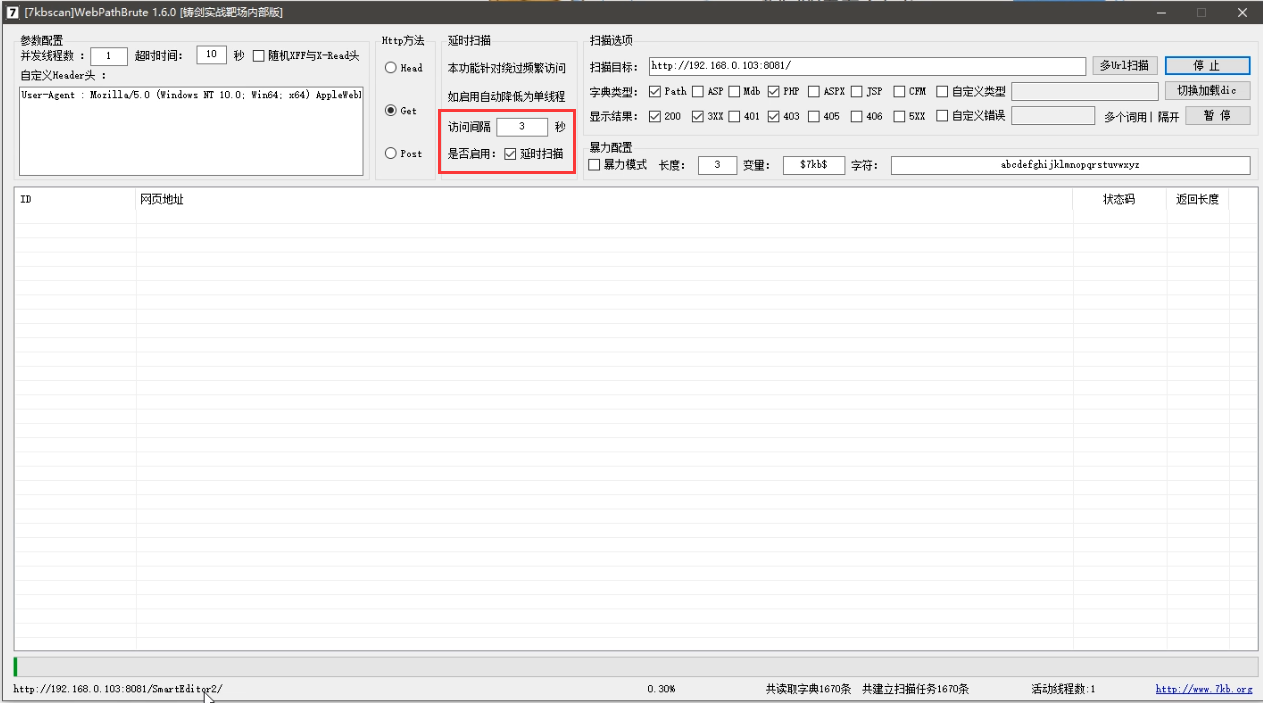 7 [7kbscan]WebPathBrute 1.6.0 [铸剑实战靶场内部版]
参数配置
并发线程数 : 1 超时时间: 10 秒 随机XFF与X-Read头
自定义Header头 :
User-Agent : Mozilla/5.0 (Windows NT 10.0; Win64; x64) AppleWebl
Http方法
Head
Get
Post
延时扫描
本功能针对绕过频繁访问
如启用自动降低为单线程
访问间隔 3 秒
是否启用: 延时扫描
扫描选项
扫描目标: http://192.168.0.103:8081/ 多Url扫描 停 止
字典类型: Path ASP Mdb PHP ASPX JSP CFM 自定义类型 切换加载dic
显示结果: 200 3XX 401 403 405 406 5XX 自定义错误 多个词用| 隔开 暂 停
暴力配置
暴力模式 长度: 3 变量: $7kb$ 字符: abcdefghijklmnopqrstuvwxyz
ID 网页地址 状态码 返回长度
http://192.168.0.103:8081/SmartEditor2/ 0.30% 共读取字典1670条 共建立扫描任务1670条 活动线程数:1 http://www.7kb.org